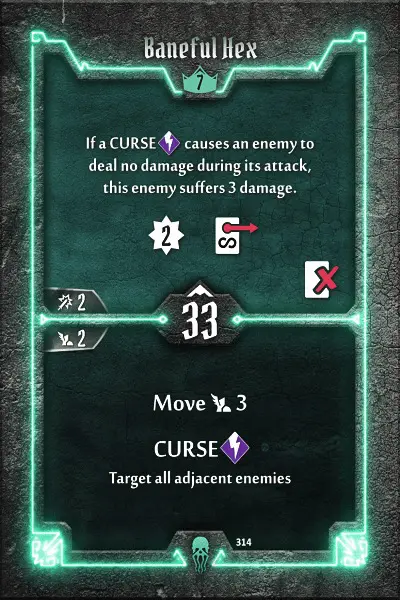 Baneful Hex
7
If a CURSE causes an enemy to
deal no damage during its attack,
this enemy suffers 3 damage.
2
2
33
2
Move 3
CURSE
Target all adjacent enemies
314